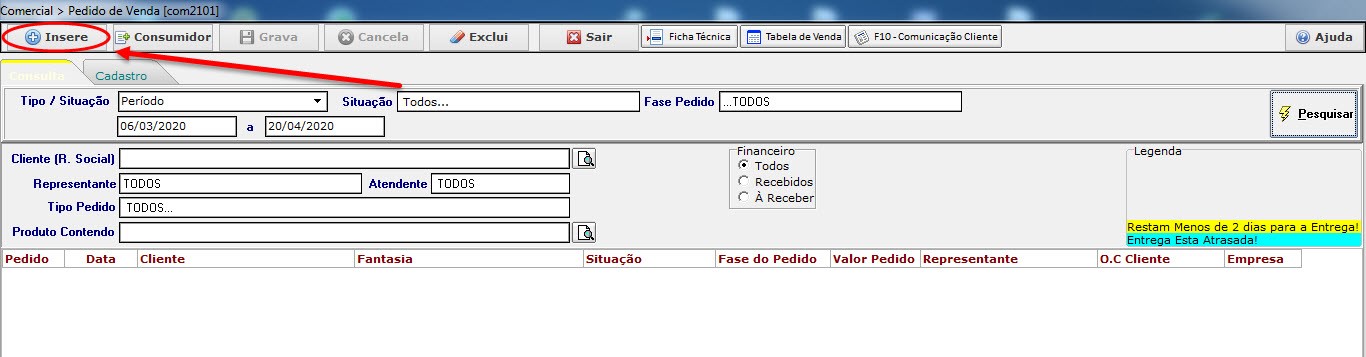 Comercial > Pedido de Venda [com2101]
Insere Consumidor Grava Cancela Exclui Sair Ficha Técnica Tabela de Venda F10 - Comunicação Cliente Ajuda
Consulta Cadastro
Tipo / Situação Período Situação Todos... Fase Pedido ...TODOS
06/03/2020 a 20/04/2020 Pesquisar
Cliente (R. Social) Financeiro Legenda
Todos
Representante TODOS Atendente TODOS Recebidos
À Receber
Tipo Pedido TODOS...
Produto Contendo Restam Menos de 2 dias para a Entrega!
Entrega Esta Atrasada!
Pedido Data Cliente Fantasia Situação Fase do Pedido Valor Pedido Representante O.C Cliente Empresa